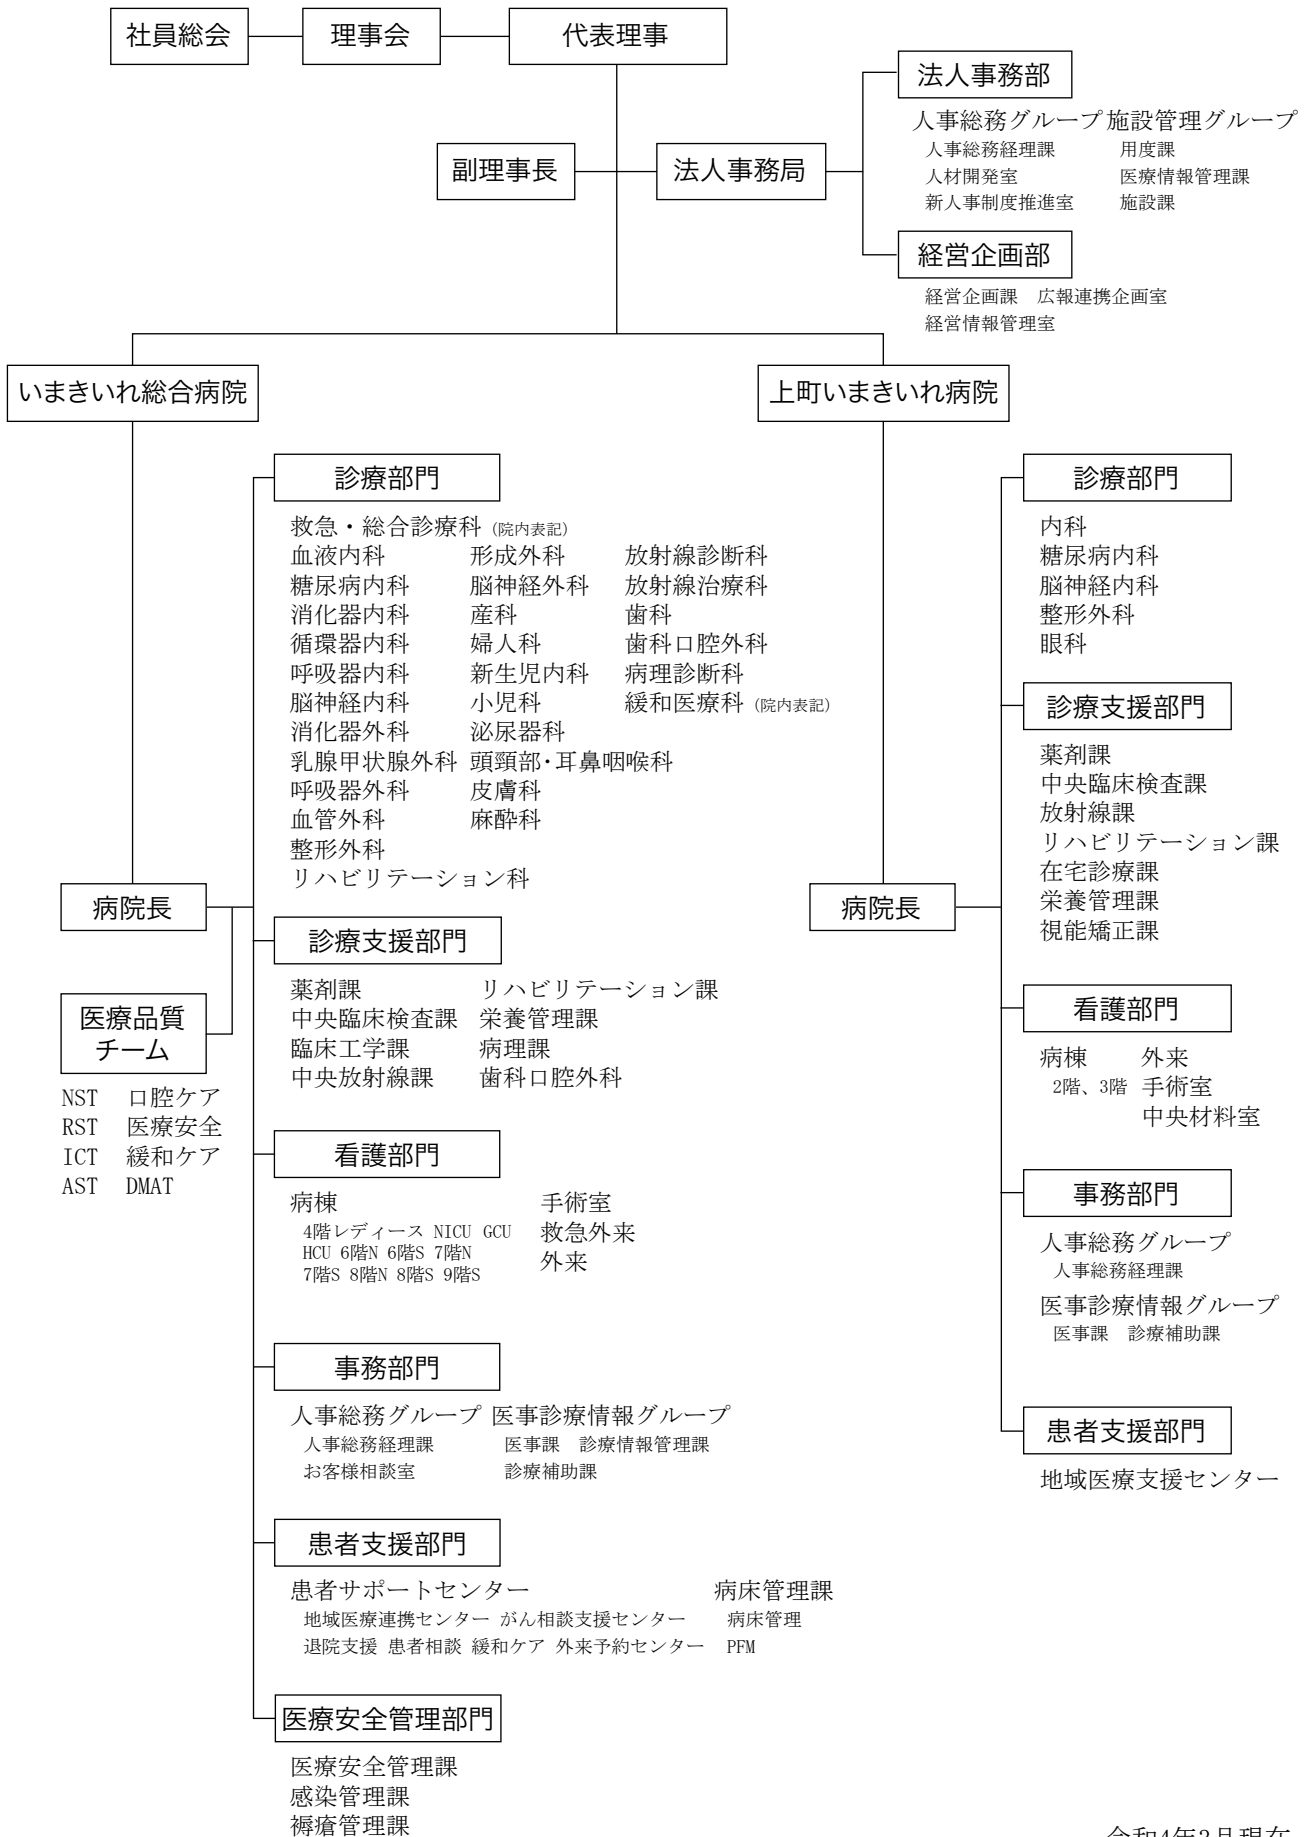 社員総会 理事会 代表理事
法人事務部
人事総務グループ 施設管理グループ
人事総務経理課 用度課
人材開発室 医療情報管理課
新人事制度推進室 施設課
副理事長 法人事務局
経営企画部
経営企画課 広報連携企画室
経営情報管理室
いまきいれ総合病院
診療部門
救急・総合診療科 (院内表記)
血液内科 形成外科 放射線診断科
糖尿病内科 脳神経外科 放射線治療科
消化器内科 産科 歯科
循環器内科 婦人科 歯科口腔外科
呼吸器内科 新生児内科 病理診断科
脳神経内科 小児科 緩和医療科 (院内表記)
消化器外科 泌尿器科
乳腺甲状腺外科 頭頸部・耳鼻咽喉科
呼吸器外科 皮膚科
血管外科 麻酔科
整形外科
リハビリテーション科
病院長
医療品質
チーム
NST 口腔ケア
RST 医療安全
ICT 緩和ケア
AST DMAT
診療支援部門
薬剤課 リハビリテーション課
中央臨床検査課 栄養管理課
臨床工学課 病理課
中央放射線課 歯科口腔外科
看護部門
病棟 手術室
4階レディース NICU GCU 救急外来
HCU 6階N 6階S 7階N 外来
7階S 8階N 8階S 9階S
事務部門
人事総務グループ 医事診療情報グループ
人事総務経理課 医事課 診療情報管理課
お客様相談室 診療補助課
患者支援部門
患者サポートセンター 病床管理課
地域医療連携センター がん相談支援センター 病床管理
退院支援 患者相談 緩和ケア 外来予約センター PFM
医療安全管理部門
医療安全管理課
感染管理課
褥瘡管理課
上町いまきいれ病院
病院長
診療部門
内科
糖尿病内科
脳神経内科
整形外科
眼科
診療支援部門
薬剤課
中央臨床検査課
放射線課
リハビリテーション課
在宅診療課
栄養管理課
視能矯正課
看護部門
病棟 外来
2階、3階 手術室
中央材料室
事務部門
人事総務グループ
人事総務経理課
医事診療情報グループ
医事課 診療補助課
患者支援部門
地域医療支援センター